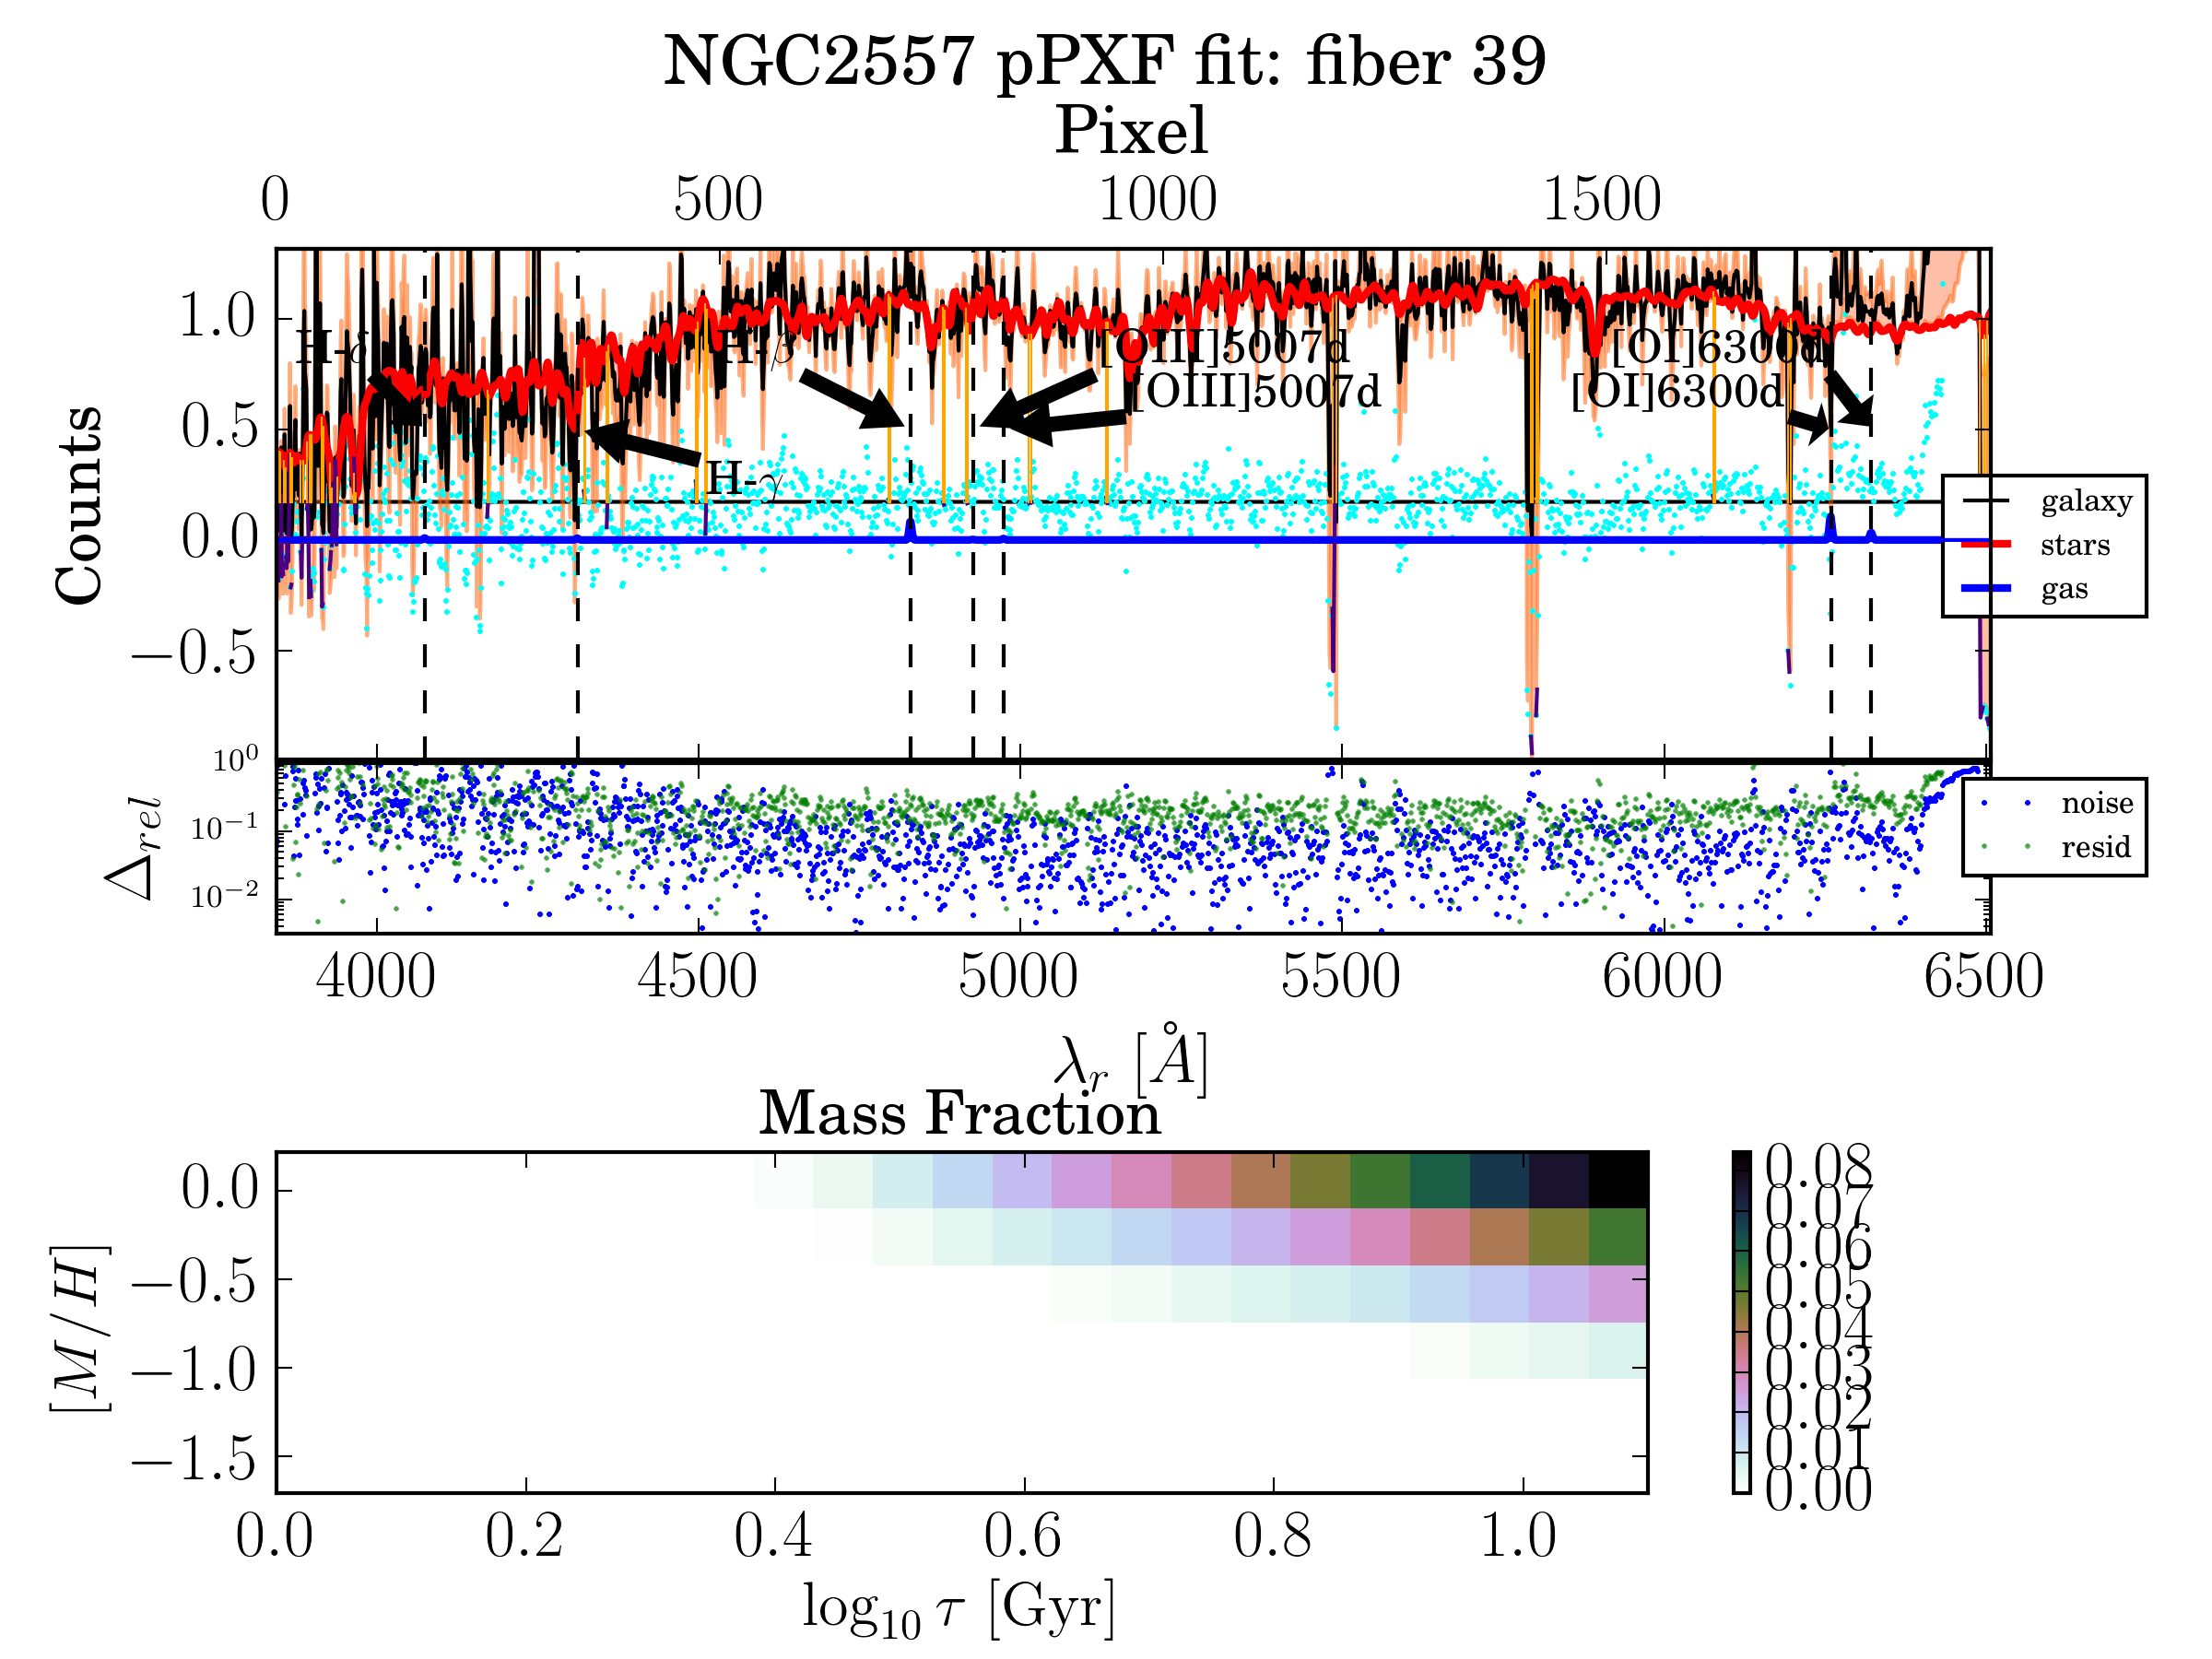 NGC2557 pPXF fit: fiber 39
Pixel
0 500 1000 1500
Counts
1.0
0.5
0.0
−0.5
H-δ
H-β
H-γ
[OIII]5007d
[OIII]5007d
[OI]6300d
[OI]6300d
galaxy
stars
gas
Δrel
10⁰
10⁻¹
10⁻²
noise
resid
4000 4500 5000 5500 6000 6500
λr [Å]
Mass Fraction
[M/H]
0.0
−0.5
−1.0
−1.5
0.0 0.2 0.4 0.6 0.8 1.0
log₁₀ τ [Gyr]
0.08
0.07
0.06
0.05
0.04
0.03
0.02
0.01
0.00